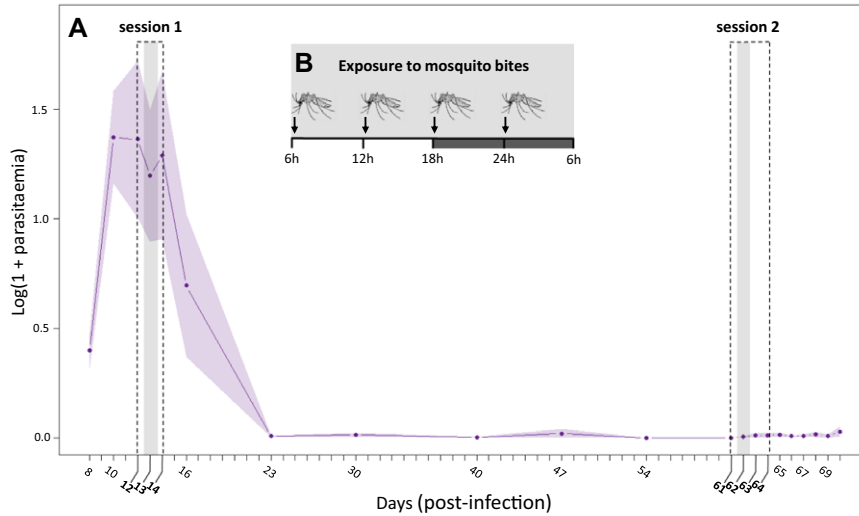 A
session 1
session 2
B
Exposure to mosquito bites
6h 12h 18h 24h 6h
Log(1 + parasitaemia)
1.5
1.0
0.5
0.0
8 10 12 13 14 16 23 30 40 47 54 61 62 63 64 65 67 69
Days (post-infection)